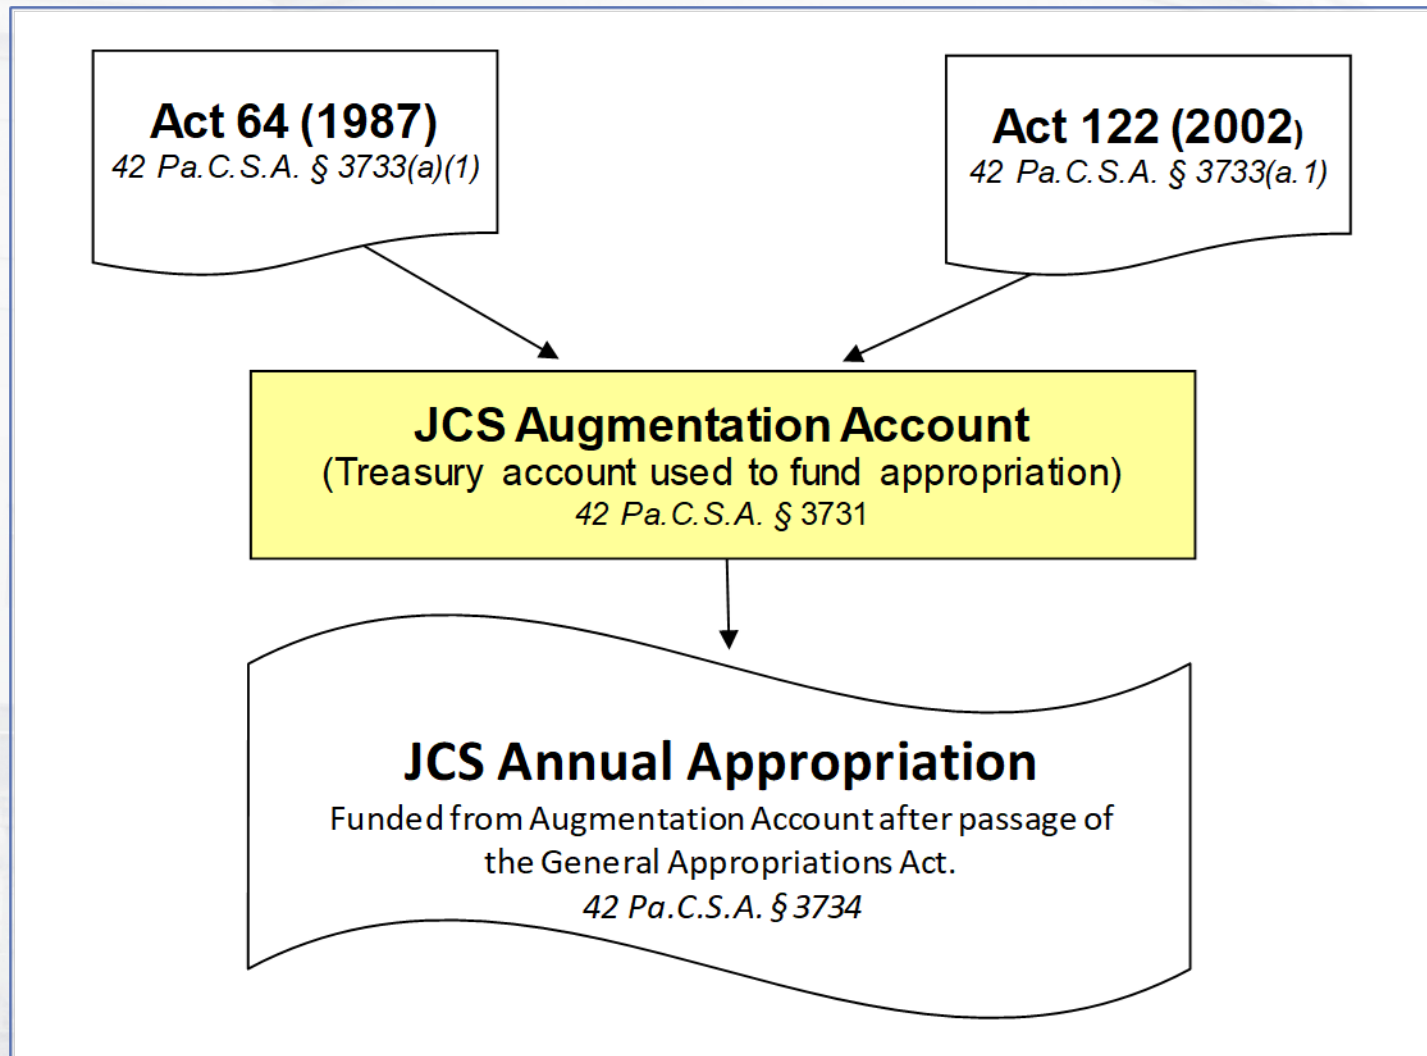 Act 64 (1987)
42 Pa.C.S.A. § 3733(a)(1)
Act 122 (2002)
42 Pa.C.S.A. § 3733(a.1)
JCS Augmentation Account
(Treasury account used to fund appropriation)
42 Pa.C.S.A. § 3731
JCS Annual Appropriation
Funded from Augmentation Account after passage of
the General Appropriations Act.
42 Pa.C.S.A. § 3734